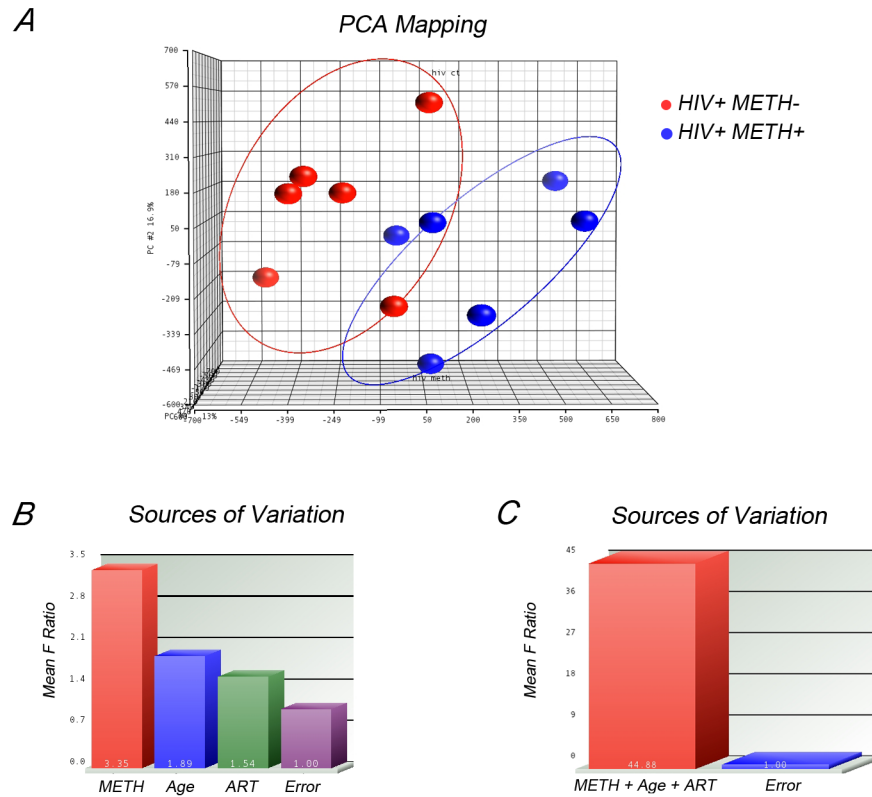 A
PCA Mapping
hiv ct
HIV+ METH-
HIV+ METH+
700
570
440
310
180
50
-79
-209
-339
-469
-600
PC #2 16.9%
hiv meth
13%
-700 -549 -399 -249 -99 50 200 350 500 650 800
B
Sources of Variation
Mean F Ratio
3.5
2.8
2.1
1.4
0.7
0.0
3.35 1.89 1.54 1.00
METH Age ART Error
C
Sources of Variation
Mean F Ratio
45
36
27
18
9
0
44.88 1.00
METH + Age + ART Error